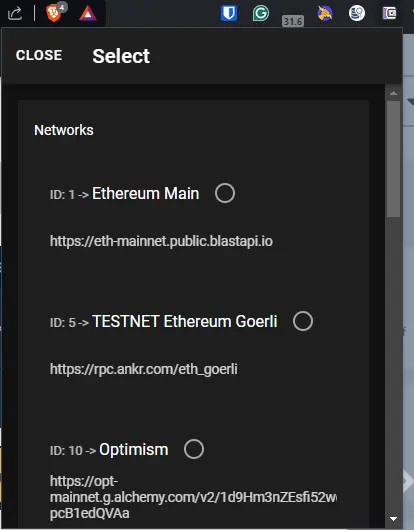 4
31.6
CLOSE Select
Networks
ID: 1 -> Ethereum Main
https://eth-mainnet.public.blastapi.io
ID: 5 -> TESTNET Ethereum Goerli
https://rpc.ankr.com/eth_goerli
ID: 10 -> Optimism
https://opt-
mainnet.g.alchemy.com/v2/1d9Hm3nZEsfi52w
pcB1edQVAa